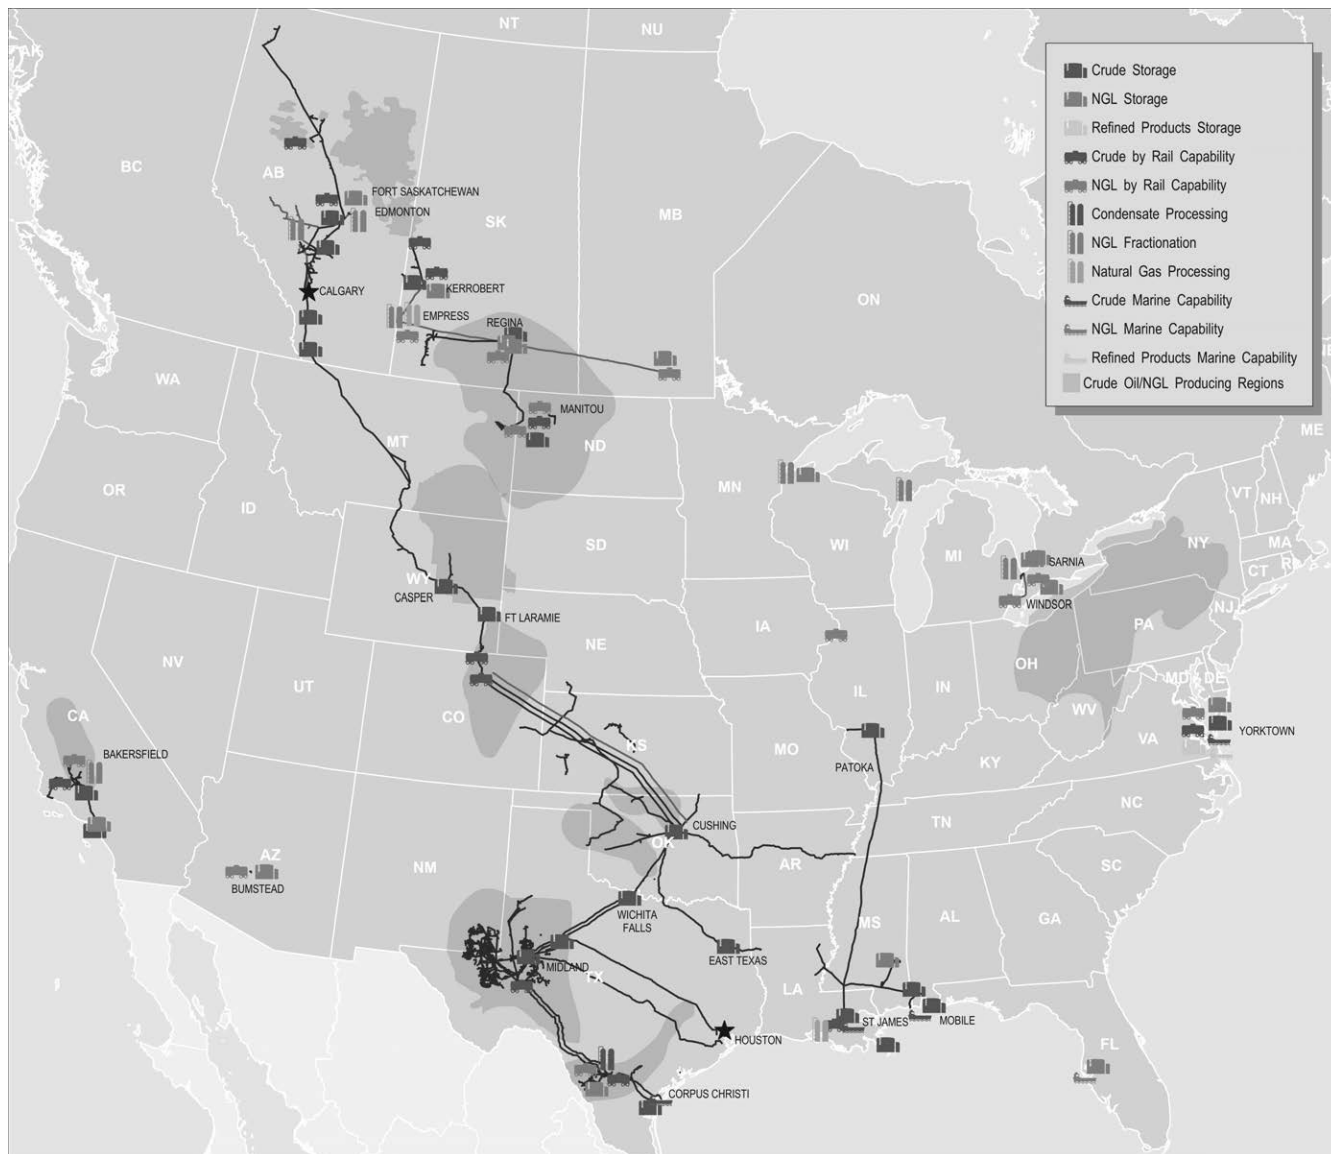 NT
NU
AK
Crude Storage
NGL Storage
Refined Products Storage
Crude by Rail Capability
NGL by Rail Capability
Condensate Processing
NGL Fractionation
Natural Gas Processing
Crude Marine Capability
NGL Marine Capability
Refined Products Marine Capability
Crude Oil/NGL Producing Regions
BC
AB
FORT SASKATCHEWAN
EDMONTON
SK
MB
CALGARY
KERROBERT
ON
EMPRESS
REGINA
WA
MANITOU
MT
ND
ME
OR
ID
MN
VT
NH
SD
WI
MI
NY
MA
SARNIA
CT
RI
WY
CASPER
WINDSOR
FT LARAMIE
NJ
IA
PA
NE
OH
NV
UT
IL
IN
MD
DE
CA
CO
WV
KS
MO
VA
YORKTOWN
BAKERSFIELD
PATOKA
KY
NC
CUSHING
TN
OK
AZ
NM
AR
SC
BUMSTEAD
WICHITA
FALLS
MS
AL
GA
EAST TEXAS
MIDLAND
TX
LA
ST JAMES
MOBILE
HOUSTON
FL
CORPUS CHRISTI